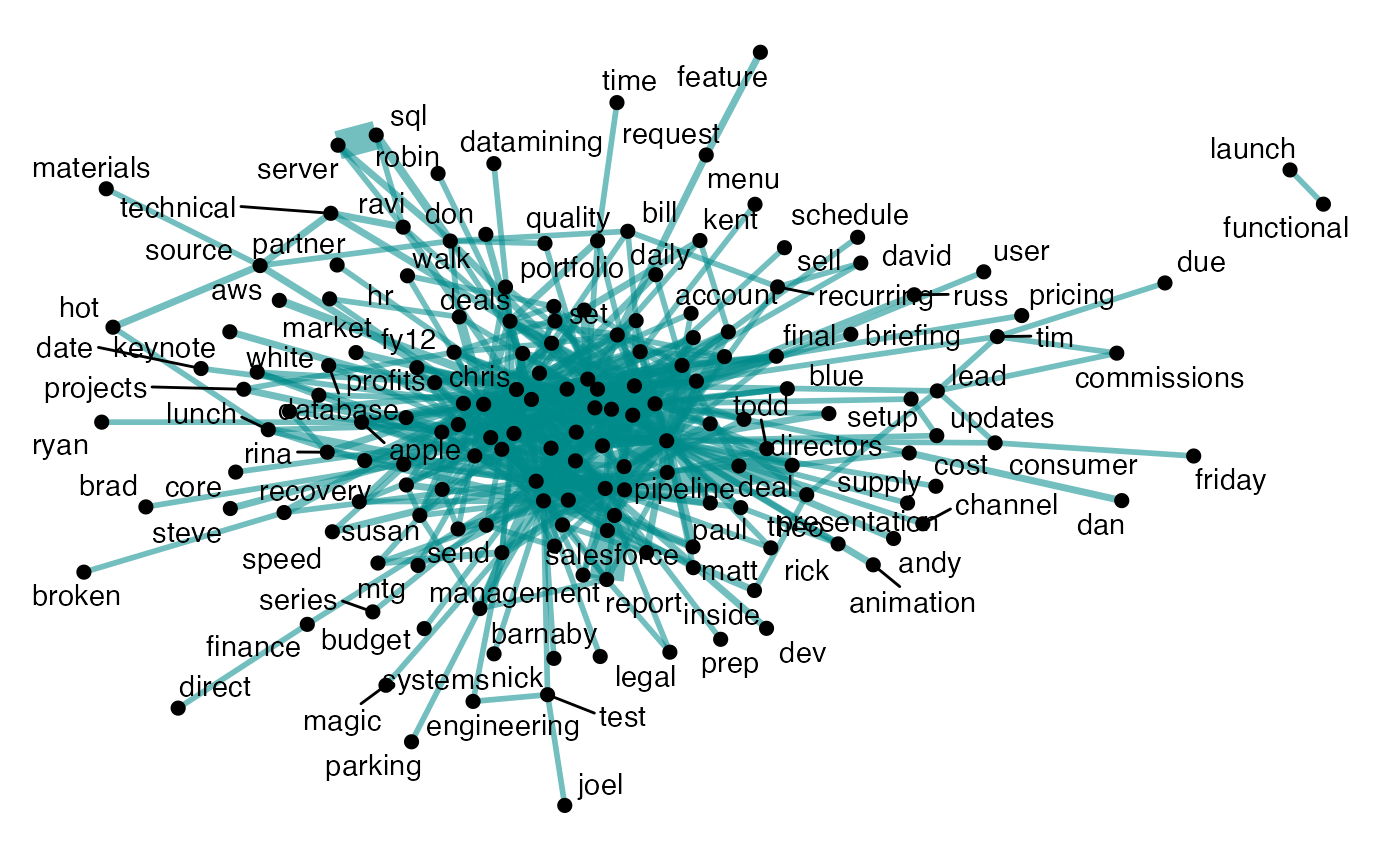 feature
time
sql
request
launch
datamining
robin
server
materials
menu
ravi
technical
don
quality
bill
kent
schedule
functional
source
partner
walk
portfolio
daily
sell
david
user
due
aws
hr
deals
account
recurring
russ
pricing
hot
market
set
fy12
final
briefing
tim
date
keynote
white
profits
chris
blue
lead
commissions
projects
lunch
database
todd
setup
updates
ryan
rina
apple
directors
cost
consumer
friday
brad
core
recovery
pipeline
deal
supply
channel
steve
susan
paul
theo
presentation
dan
speed
send
salesforce
matt
rick
andy
broken
series
mtg
management
report
inside
animation
finance
budget
barnaby
legal
prep
dev
direct
systems
nick
magic
engineering
test
parking
joel